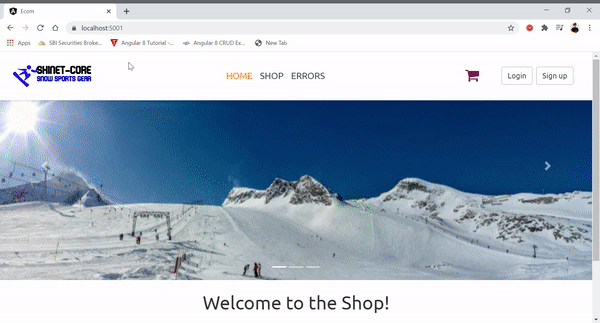 Ecom
localhost:5001
Apps SBI Securities Broke... Angular 8 Tutorial -... Angular 8 CRUD Ex... New Tab
SHINET-CORE
SNOW SPORTS GEAR
HOME SHOP ERRORS
Login Sign up
Welcome to the Shop!